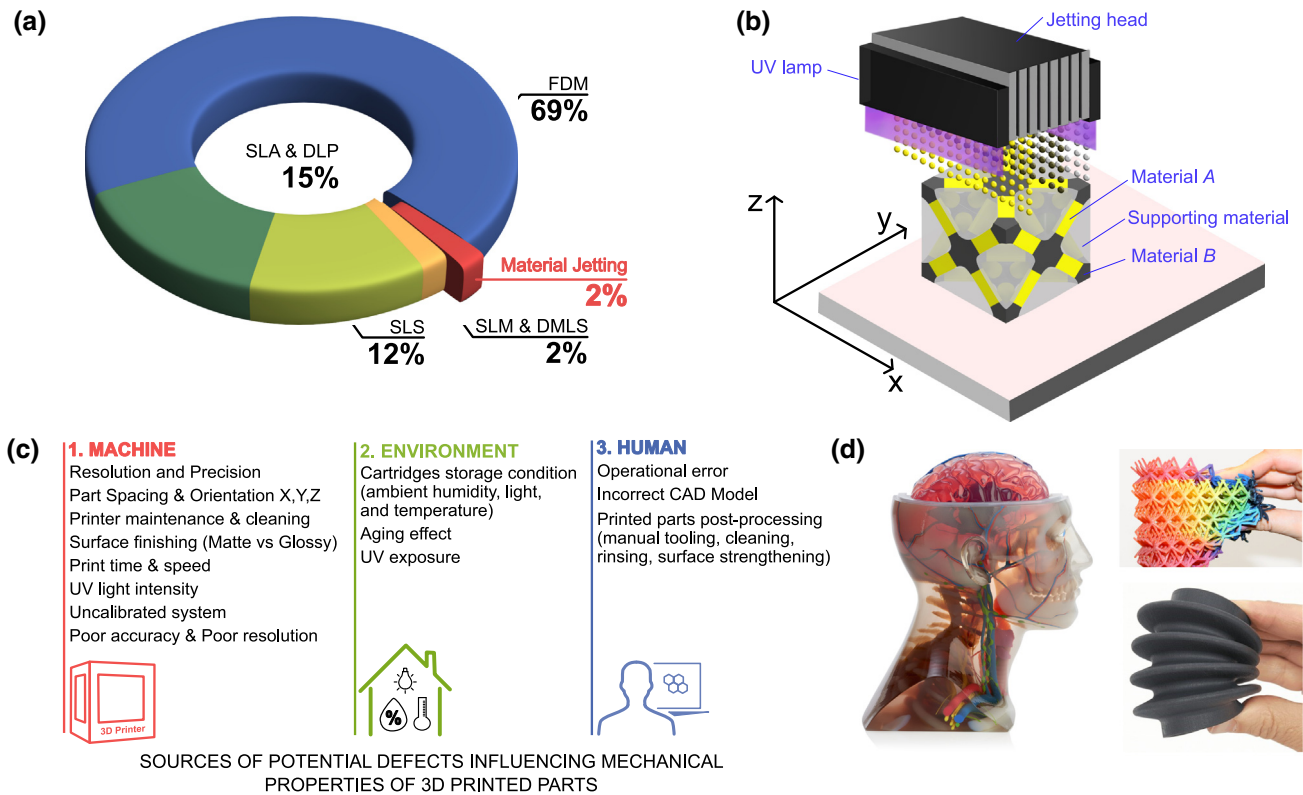 (a)
FDM
69%
SLA & DLP
15%
Material Jetting
2%
SLS
12%
SLM & DMLS
2%
(b)
Jetting head
UV lamp
Material A
Supporting material
Material B
z
y
x
(c)
1. MACHINE
Resolution and Precision
Part Spacing & Orientation X,Y,Z
Printer maintenance & cleaning
Surface finishing (Matte vs Glossy)
Print time & speed
UV light intensity
Uncalibrated system
Poor accuracy & Poor resolution
3D Printer
2. ENVIRONMENT
Cartridges storage condition
(ambient humidity, light,
and temperature)
Aging effect
UV exposure
%
3. HUMAN
Operational error
Incorrect CAD Model
Printed parts post-processing
(manual tooling, cleaning,
rinsing, surface strengthening)
SOURCES OF POTENTIAL DEFECTS INFLUENCING MECHANICAL
PROPERTIES OF 3D PRINTED PARTS
(d)